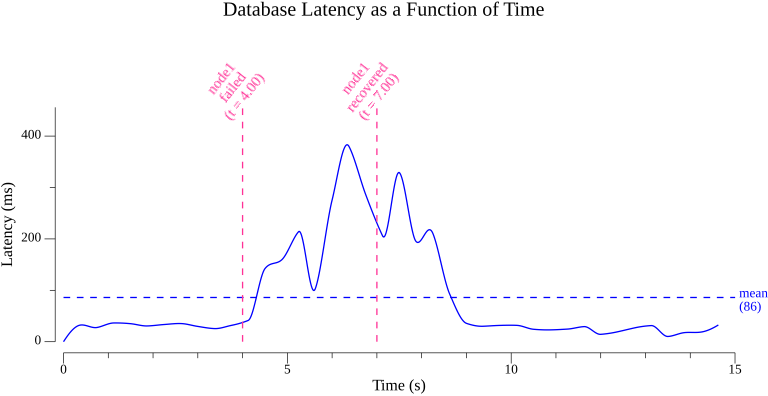 Database Latency as a Function of Time
node1
failed
(t = 4.00)
node1
recovered
(t = 7.00)
400
200
0
Latency (ms)
mean
(86)
0
5
10
15
Time (s)